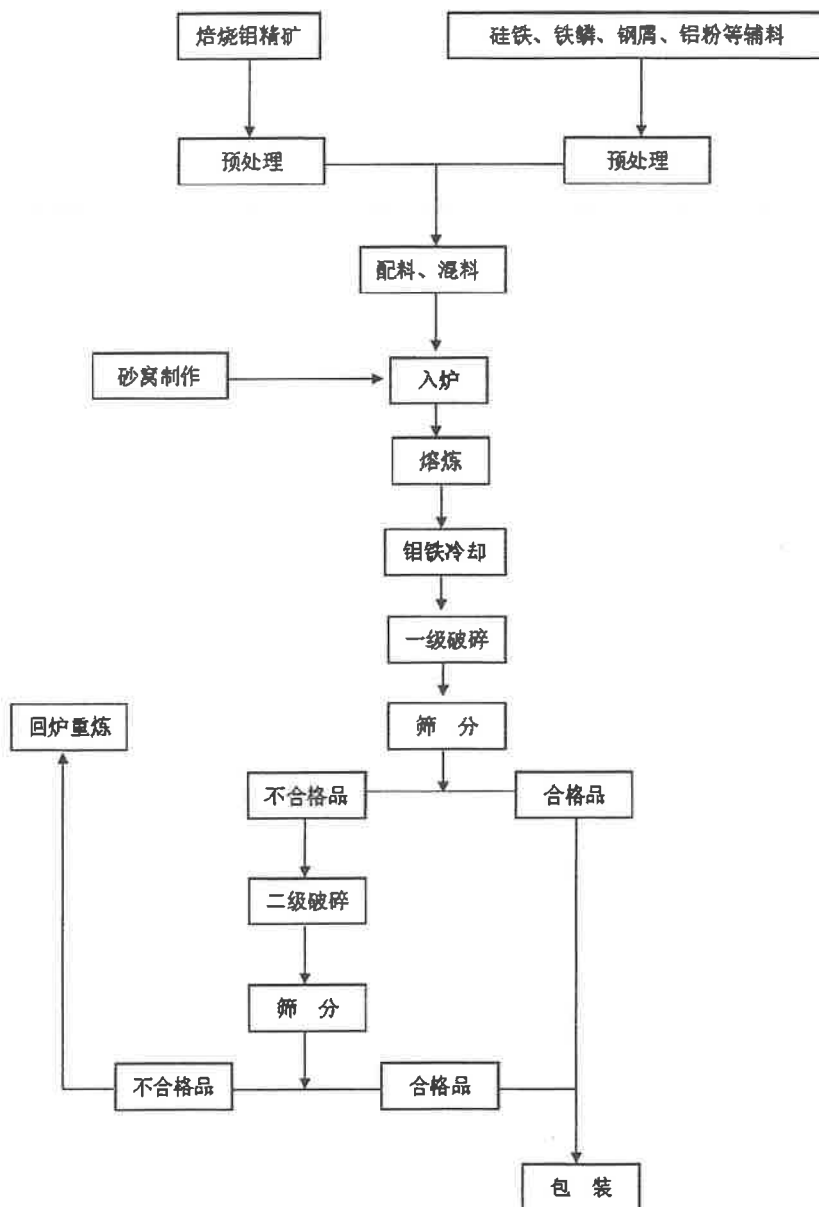 焙烧钼精矿
硅铁、铁鳞、钢屑、铝粉等辅料
预处理
预处理
配料、混料
砂窝制作
入炉
熔炼
钼铁冷却
一级破碎
回炉重炼
筛 分
不合格品
合格品
二级破碎
筛 分
不合格品
合格品
包 装